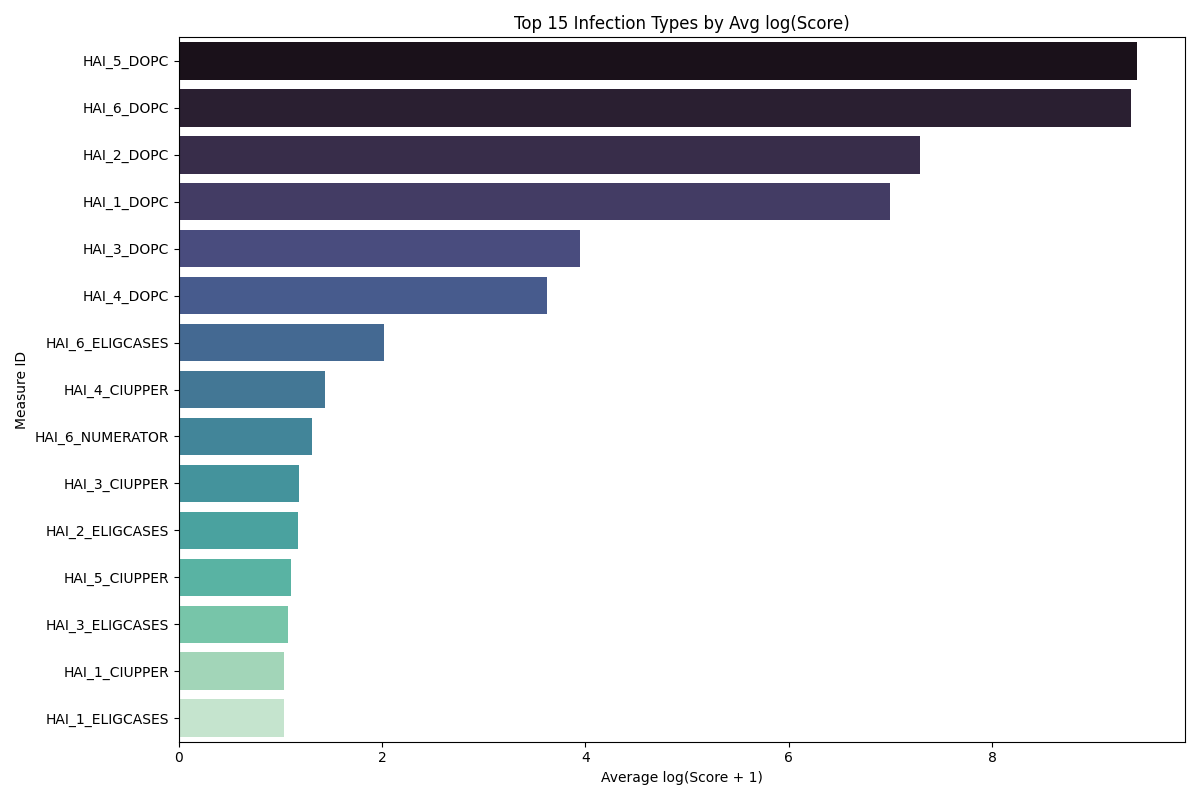 Top 15 Infection Types by Avg log(Score)
HAI_5_DOPC
HAI_6_DOPC
HAI_2_DOPC
HAI_1_DOPC
HAI_3_DOPC
HAI_4_DOPC
HAI_6_ELIGCASES
HAI_4_CIUPPER
HAI_6_NUMERATOR
HAI_3_CIUPPER
HAI_2_ELIGCASES
HAI_5_CIUPPER
HAI_3_ELIGCASES
HAI_1_CIUPPER
HAI_1_ELIGCASES
Measure ID
0 2 4 6 8
Average log(Score + 1)